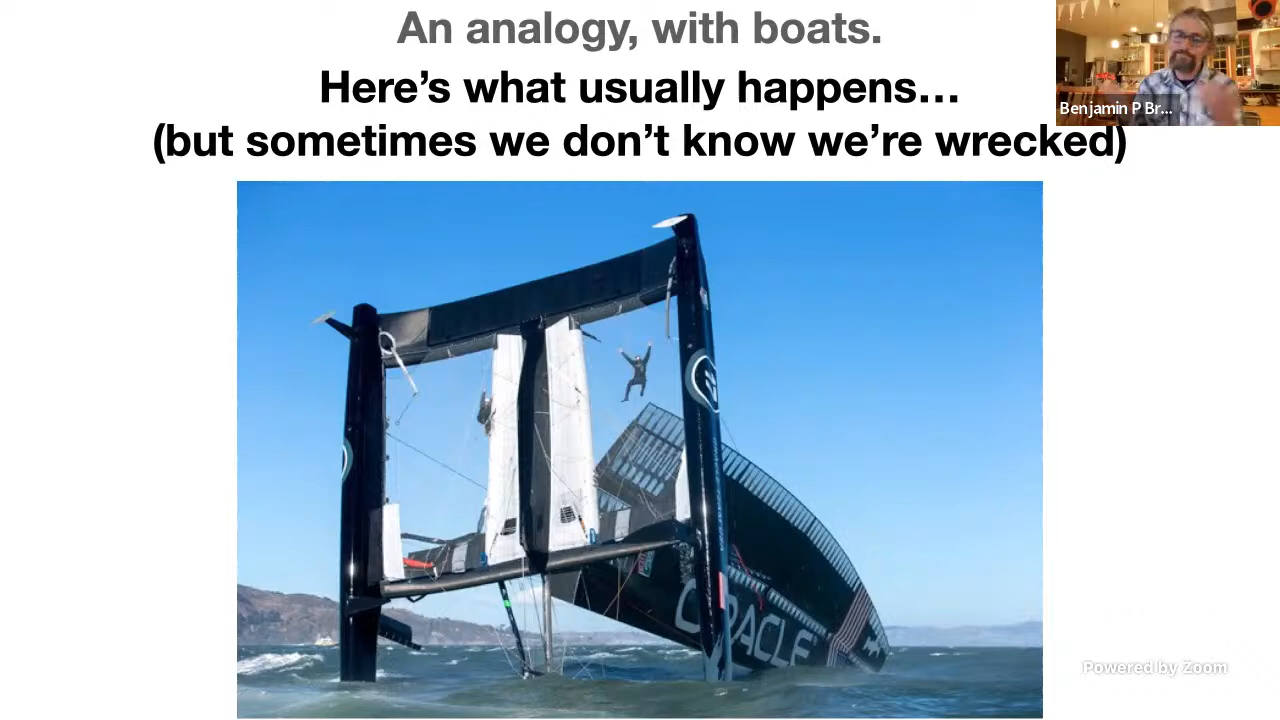 An analogy, with boats.
Here's what usually happens…
(but sometimes we don't know we're wrecked)
Benjamin P Br...
ORACLE
Powered by Zoom